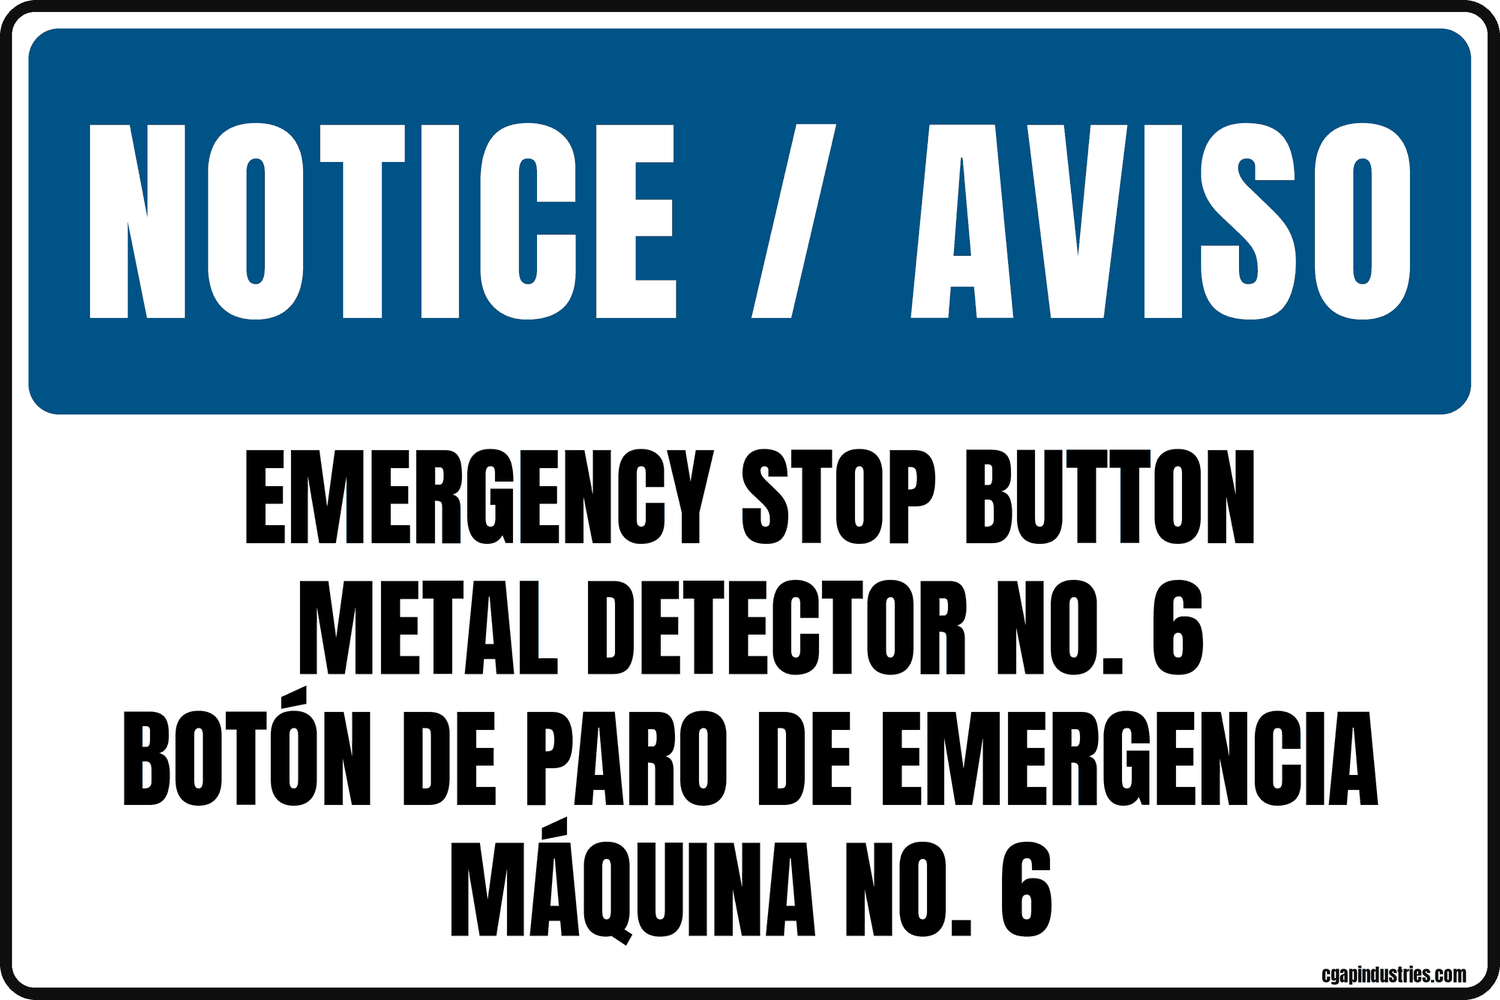 NOTICE / AVISO
EMERGENCY STOP BUTTON
METAL DETECTOR NO. 6
BOTÓN DE PARO DE EMERGENCIA
MÁQUINA NO. 6
cgapindustries.com